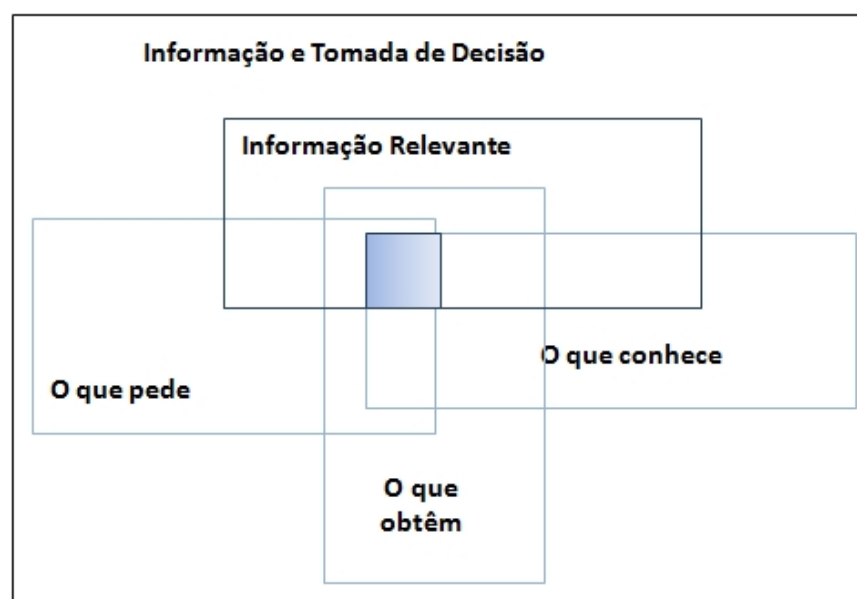 Informação e Tomada de Decisão
Informação Relevante
O que conhece
O que pede
O que
obtêm